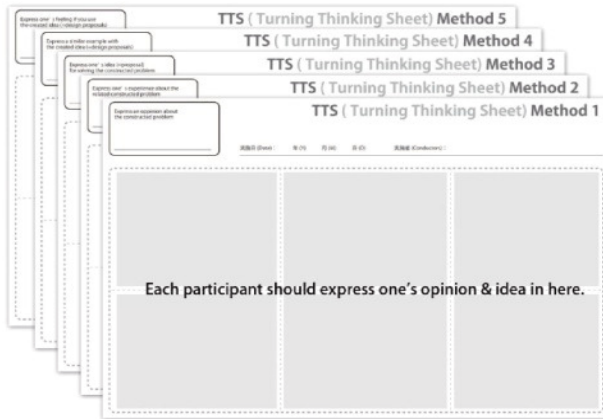 TTS ( Turning Thinking Sheet) Method 5
Express one's feeling if you use
the created idea (=design proposals)
TTS ( Turning Thinking Sheet) Method 4
Express a similar example with
the created idea (=design proposals)
TTS ( Turning Thinking Sheet) Method 3
Express one's idea (=proposal)
for solving the constructed problem
TTS ( Turning Thinking Sheet) Method 2
Express one's experience about the
related constructed problem
TTS ( Turning Thinking Sheet) Method 1
Express an opinion about
the constructed problem
年 (Y) 月 (M) 日 (D)
Each participant should express one's opinion & idea in here.